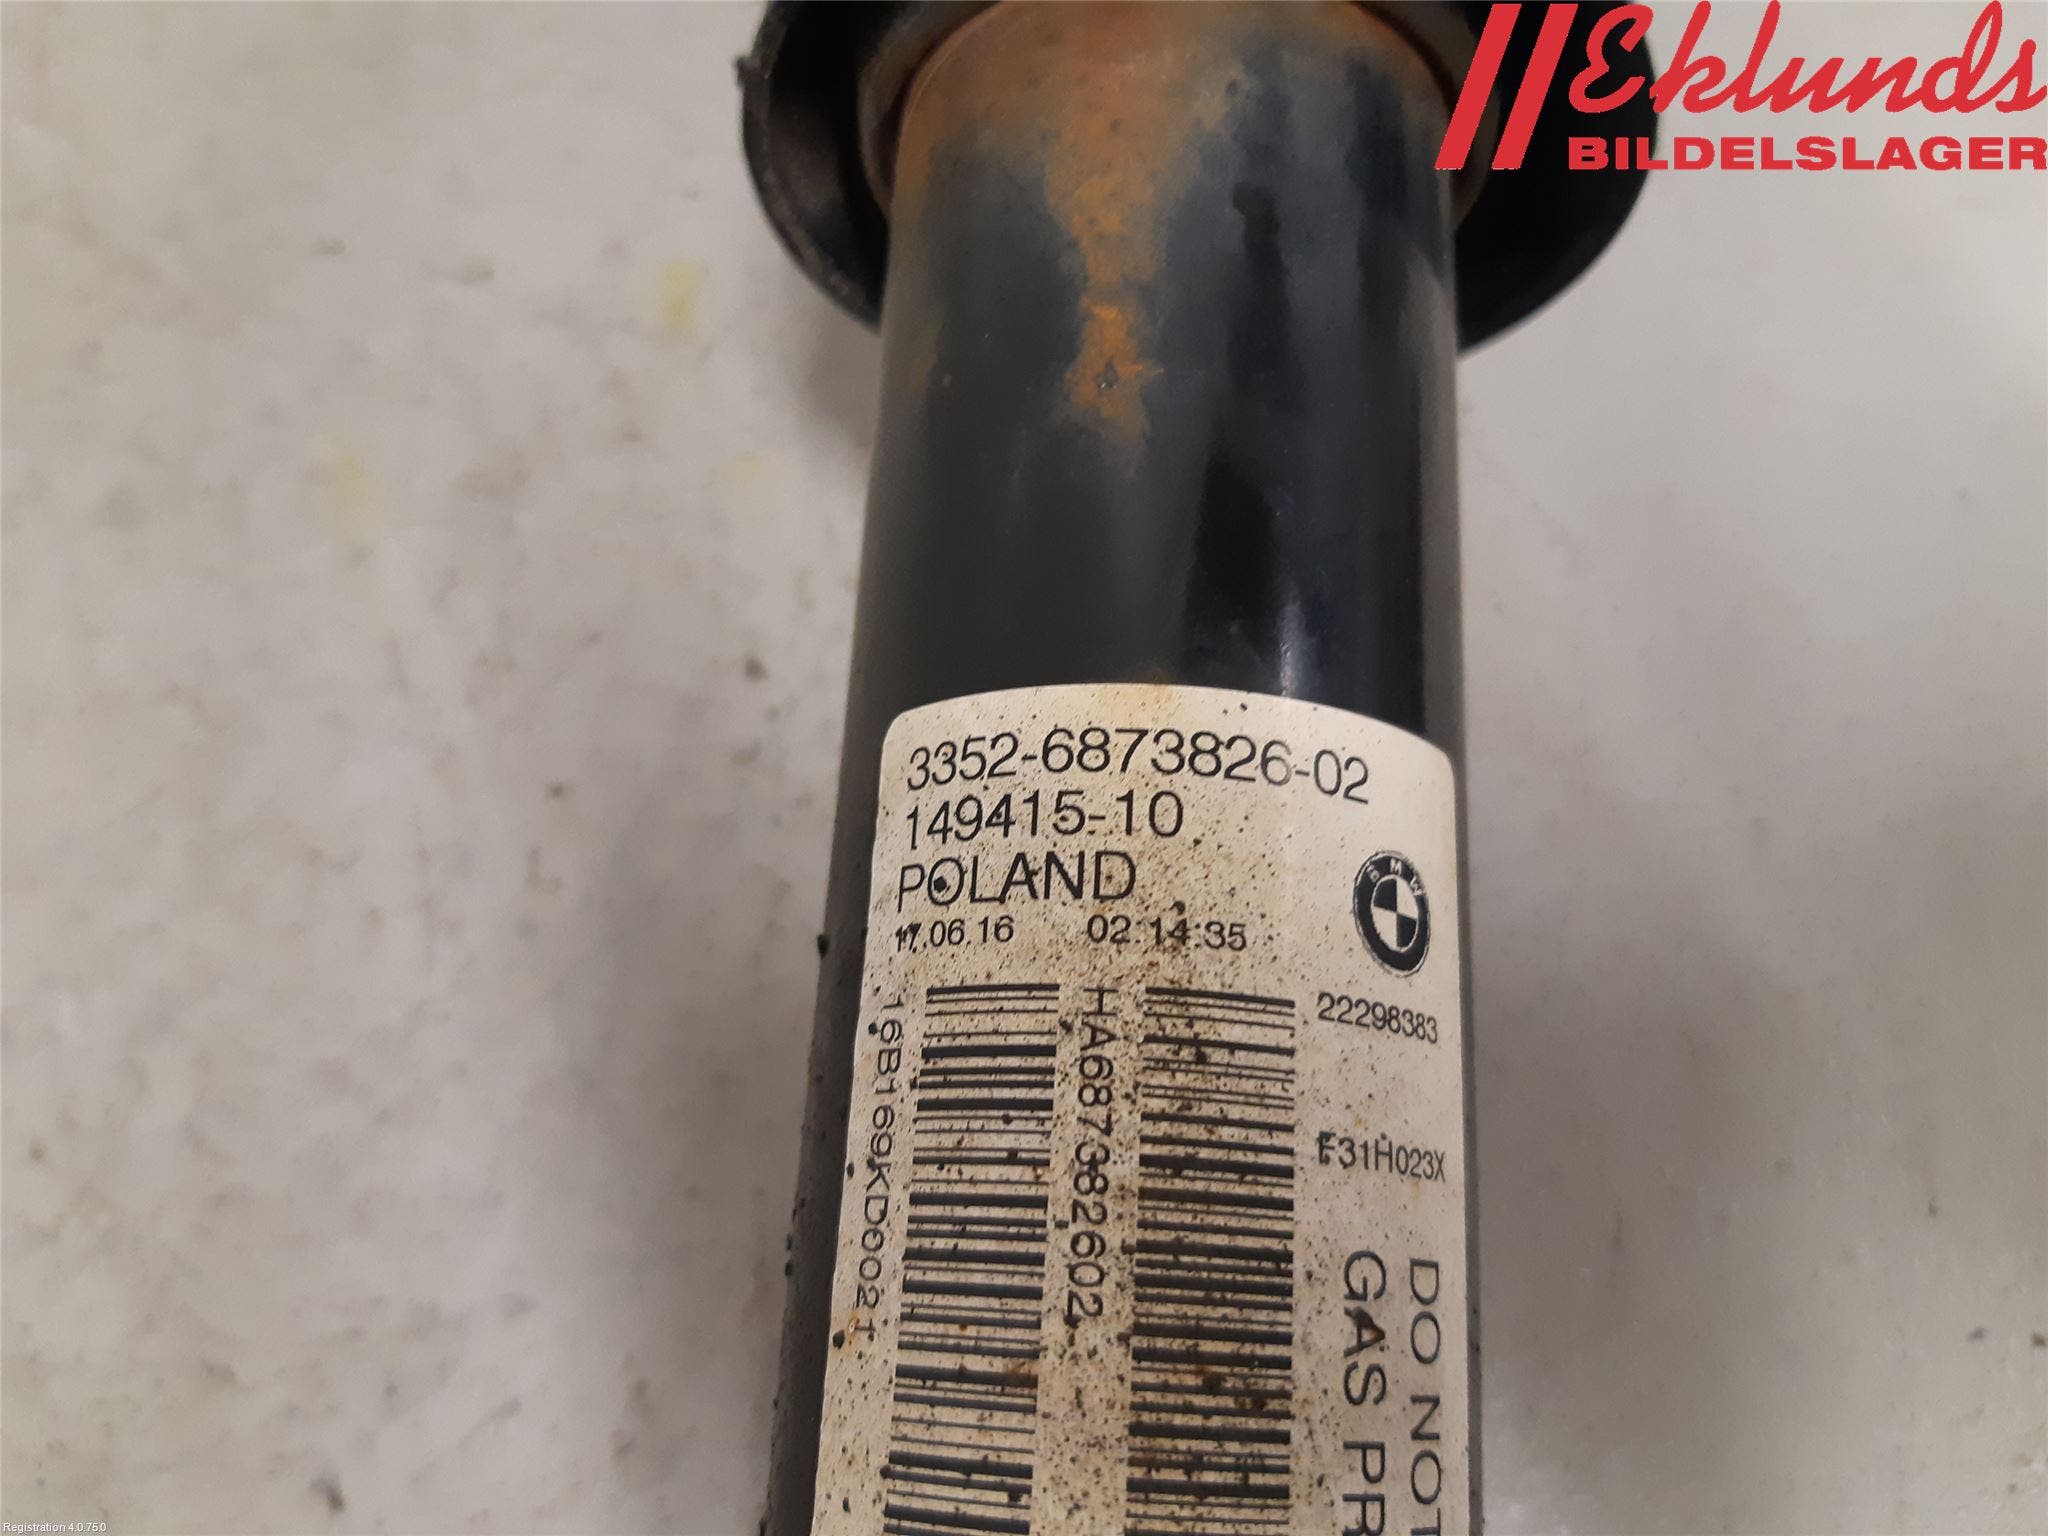 Eklunds
BILDELSLAGER
3352-6873826-02
149415-10
POLAND
17.06.16 02:14:35
BMW
22298383
F31H023X
16B169KD0021
HA687382602
DO NOT
GAS PR
Registration 4.0.75.0